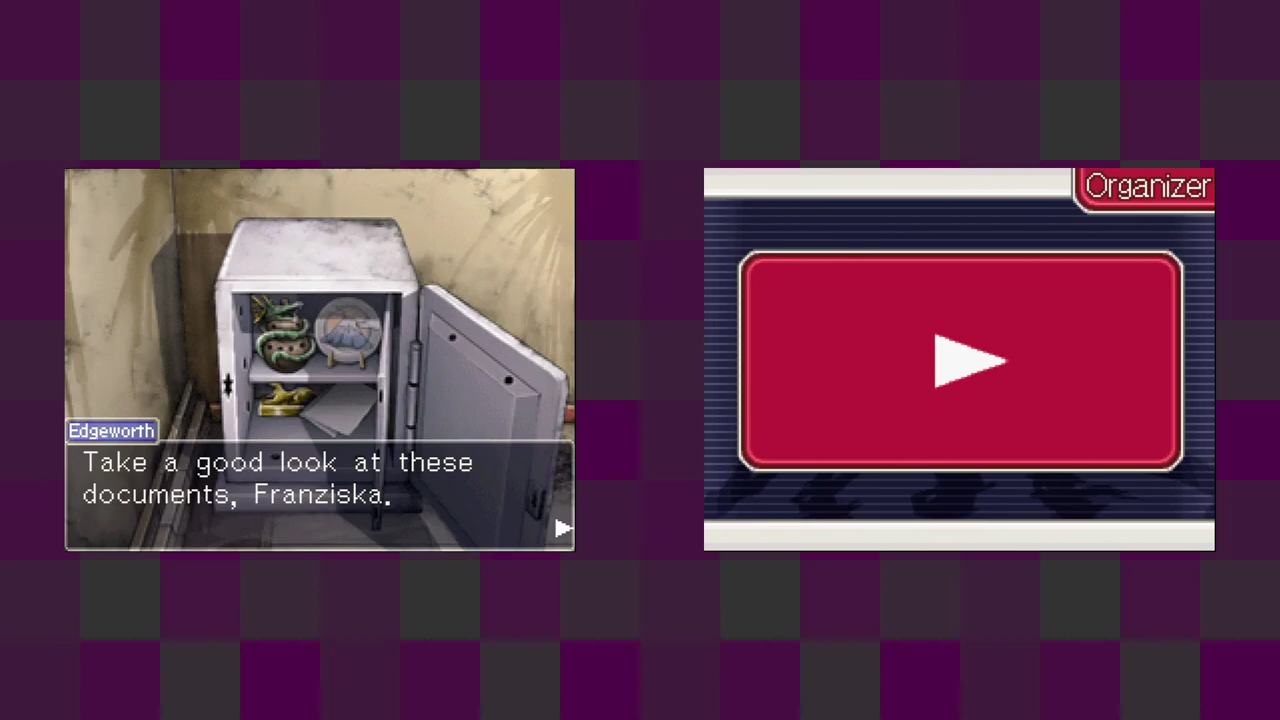 Organizer
Edgeworth
Take a good look at these
documents, Franziska.